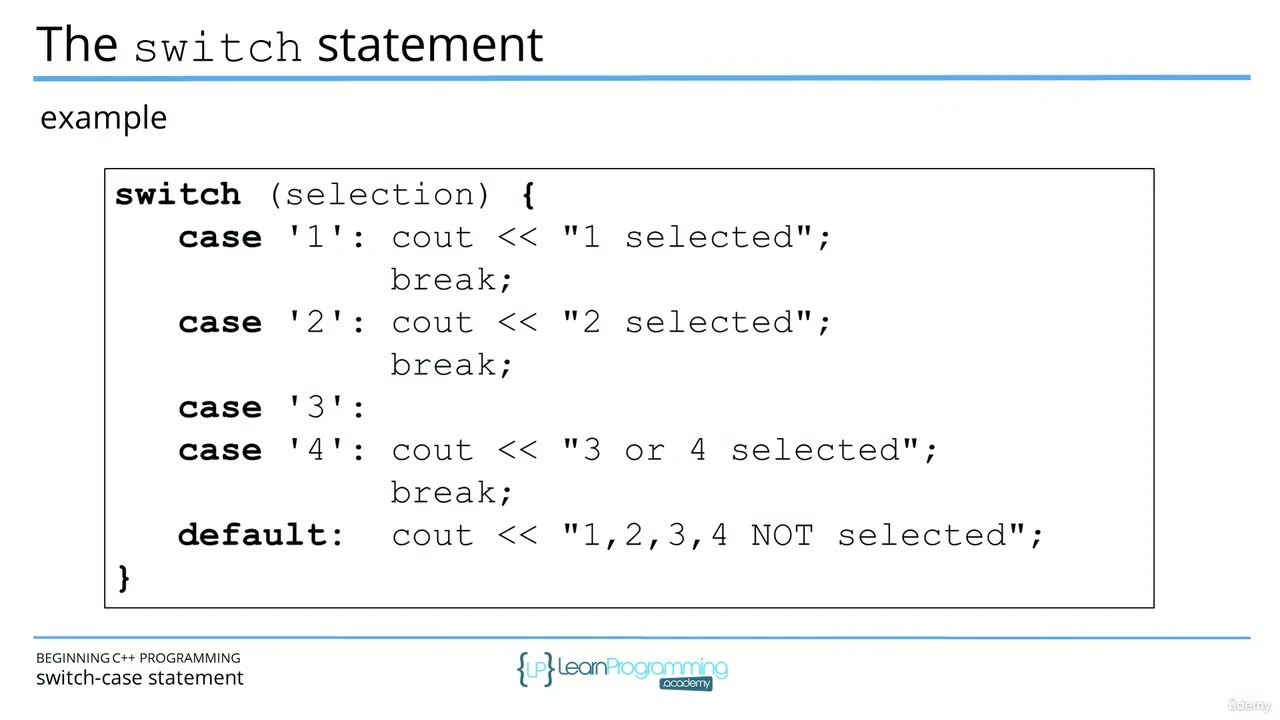 The switch statement
example
switch (selection) {
   case '1': cout << "1 selected";
             break;
   case '2': cout << "2 selected";
             break;
   case '3':
   case '4': cout << "3 or 4 selected";
             break;
   default:  cout << "1,2,3,4 NOT selected";
}
BEGINNING C++ PROGRAMMING
switch-case statement
{LP} LearnProgramming
academy
ûdemy